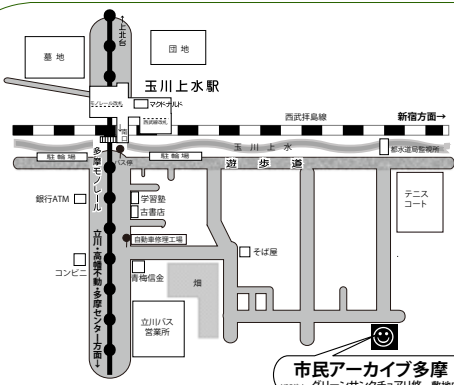 ←上北台
墓 地
団 地
玉川上水駅
マクドナルド
西武拝島線
新宿方面→
玉 川 上 水
都水道局監視所
駐 輪 場
バス停
駐 輪 場
遊 歩 道
多摩モノレール
立川・高幡不動・多摩センター方面→
銀行ATM
学習塾
古書店
自動車修理工場
テニス
コート
コンビニ
青梅信金
そば屋
畑
立川バス
営業所
市民アーカイブ多摩